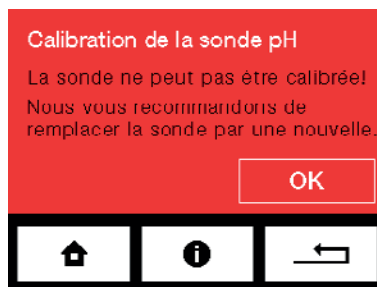 Calibration de la sonde pH
La sonde ne peut pas être calibrée!
Nous vous recommandons de
remplacer la sonde par une nouvelle.
OK